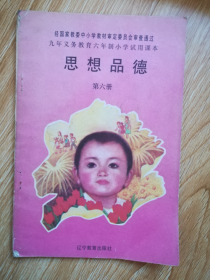 经国家教委中小学教材审定委员会审查通过
九年义务教育六年制小学试用课本
思想品德
第六册
辽宁教育出版社